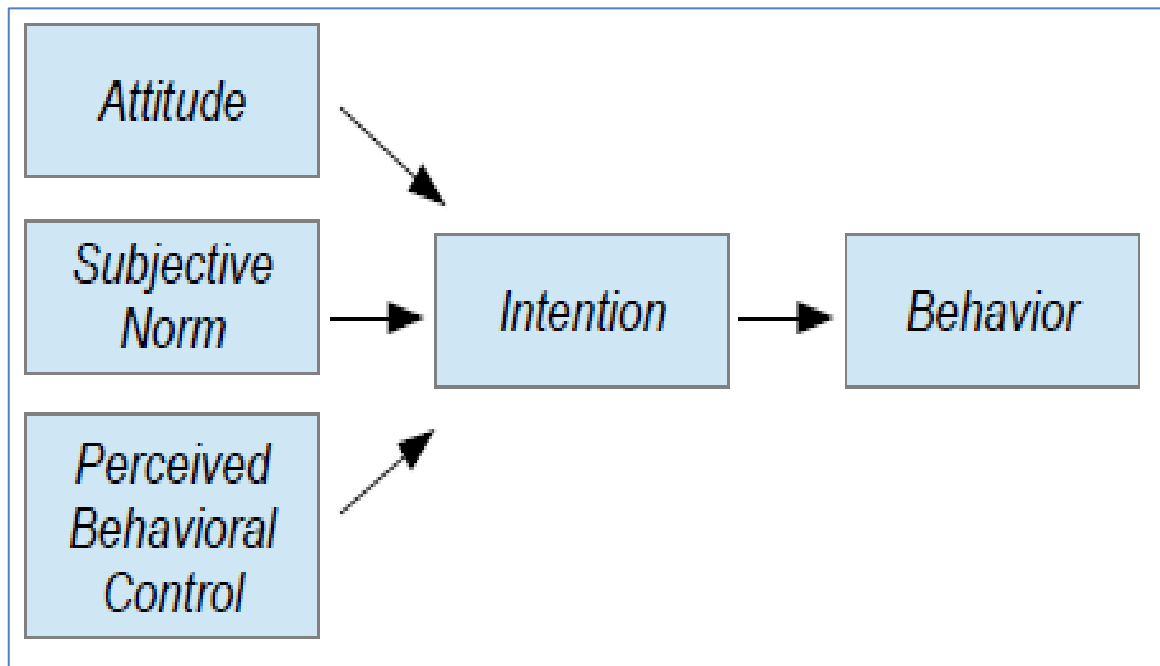 Attitude
Subjective
Norm
Perceived
Behavioral
Control
Intention
Behavior